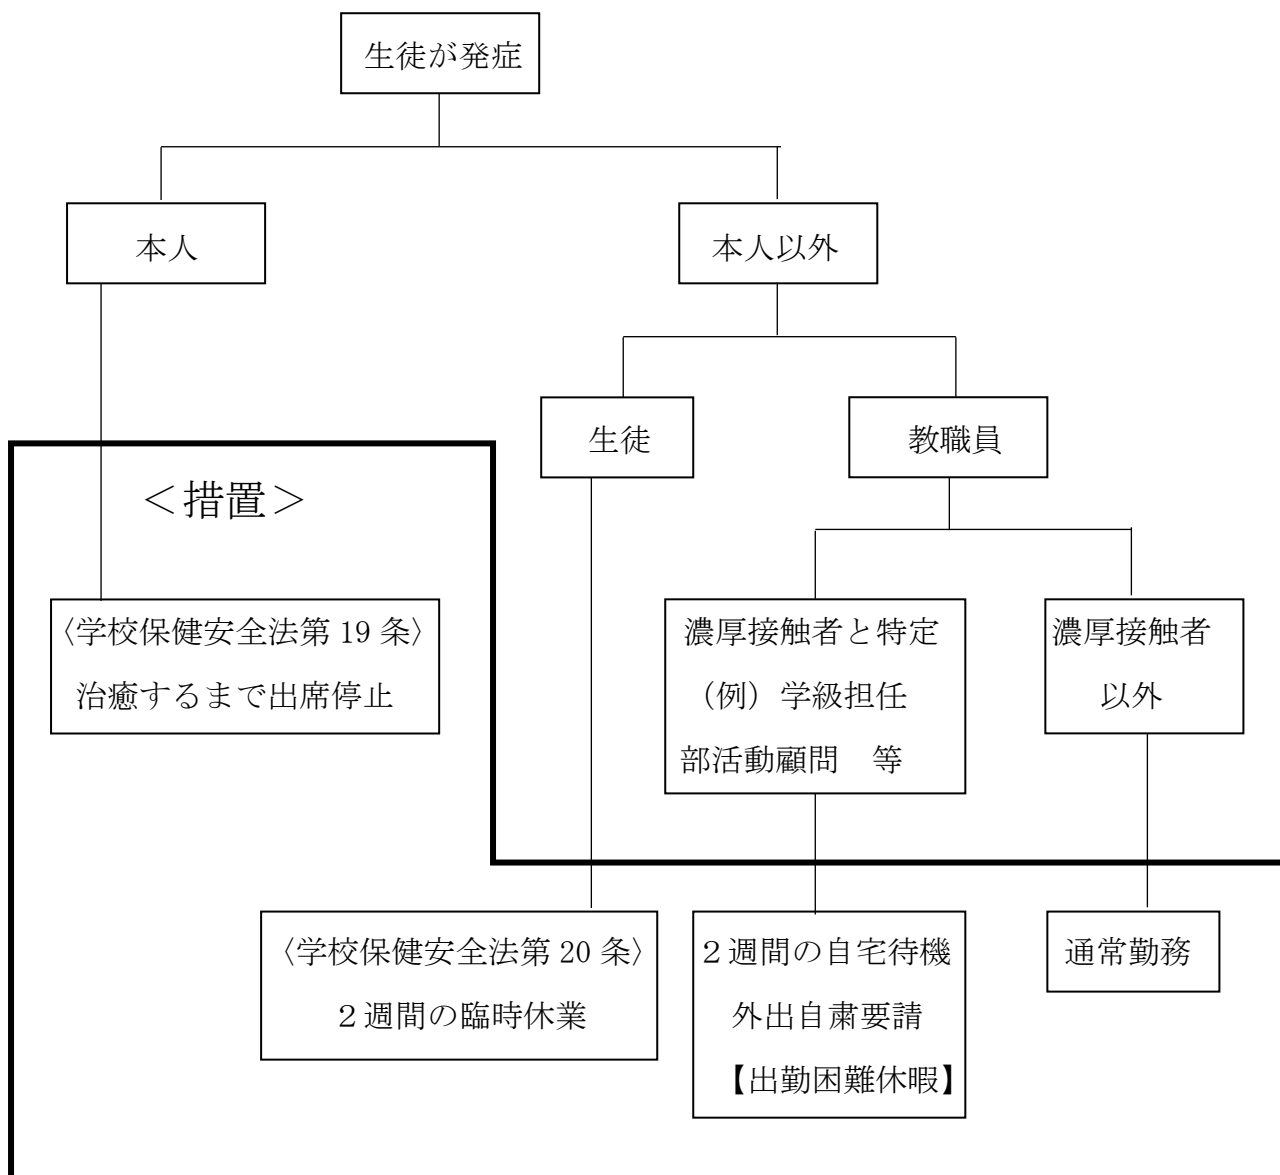 生徒が発症
本人
本人以外
生徒
教職員
＜措置＞
〈学校保健安全法第 19 条〉
治癒するまで出席停止
濃厚接触者と特定
（例）学級担任
部活動顧問　等
濃厚接触者
以外
〈学校保健安全法第 20 条〉
２週間の臨時休業
２週間の自宅待機
外出自粛要請
【出勤困難休暇】
通常勤務